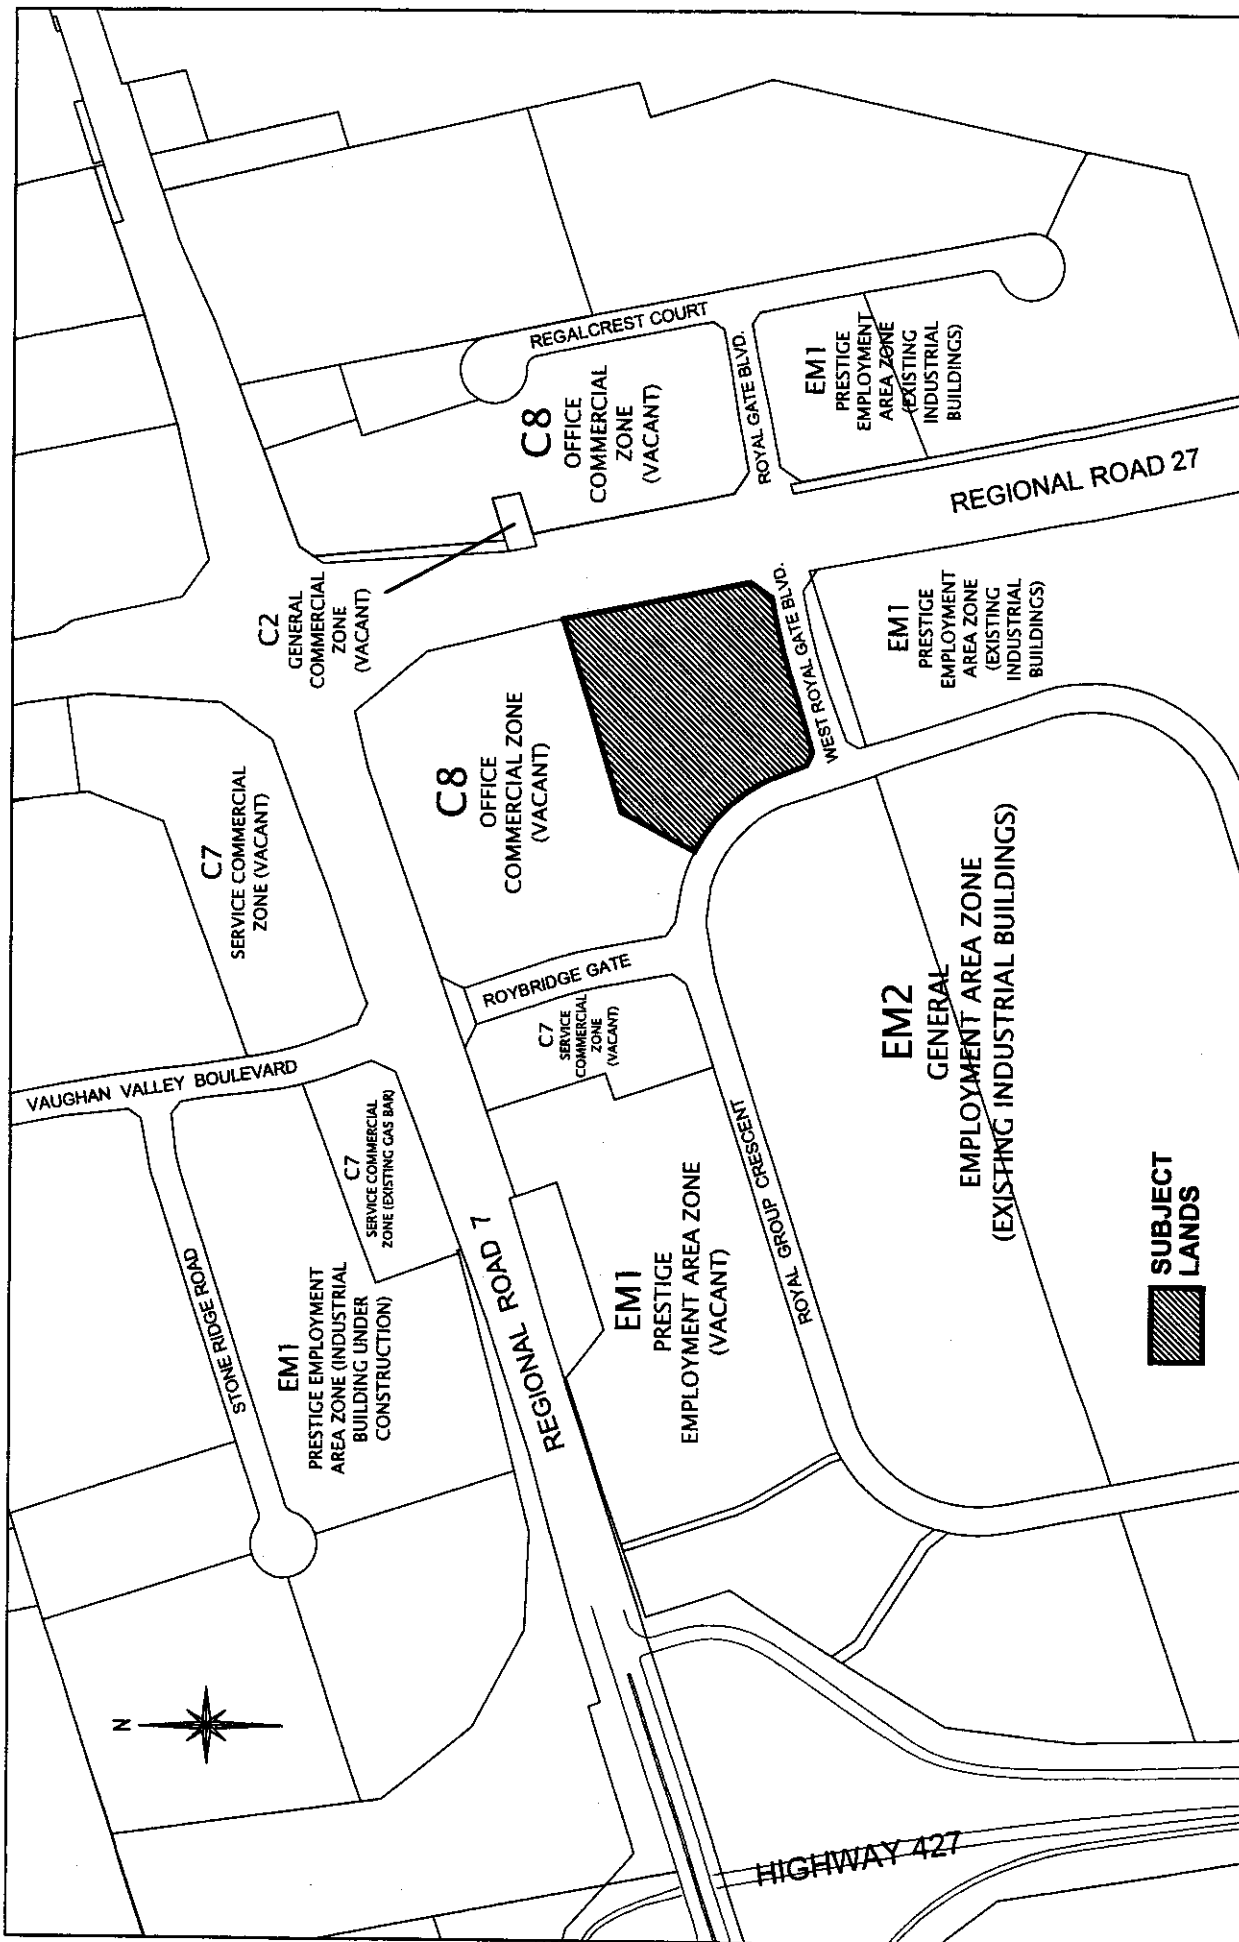 N
VAUGHAN VALLEY BOULEVARD
STONE RIDGE ROAD
EM1
PRESTIGE EMPLOYMENT
AREA ZONE (INDUSTRIAL
BUILDING UNDER
CONSTRUCTION)
C7
SERVICE COMMERCIAL
ZONE (EXISTING GAS BAR)
C7
SERVICE COMMERCIAL
ZONE (VACANT)
C2
GENERAL
COMMERCIAL
ZONE
(VACANT)
REGIONAL ROAD 7
C8
OFFICE
COMMERCIAL ZONE
(VACANT)
C8
OFFICE
COMMERCIAL
ZONE
(VACANT)
REGALCREST COURT
ROYAL GATE BLVD.
EM1
PRESTIGE
EMPLOYMENT
AREA ZONE
(EXISTING
INDUSTRIAL
BUILDINGS)
REGIONAL ROAD 27
ROYBRIDGE GATE
C7
SERVICE
COMMERCIAL
ZONE
(VACANT)
WEST ROYAL GATE BLVD.
EM1
PRESTIGE
EMPLOYMENT
AREA ZONE
(EXISTING
INDUSTRIAL
BUILDINGS)
EM1
PRESTIGE
EMPLOYMENT AREA ZONE
(VACANT)
ROYAL GROUP CRESCENT
EM2
GENERAL
EMPLOYMENT AREA ZONE
(EXISTING INDUSTRIAL BUILDINGS)
HIGHWAY 427
SUBJECT
LANDS